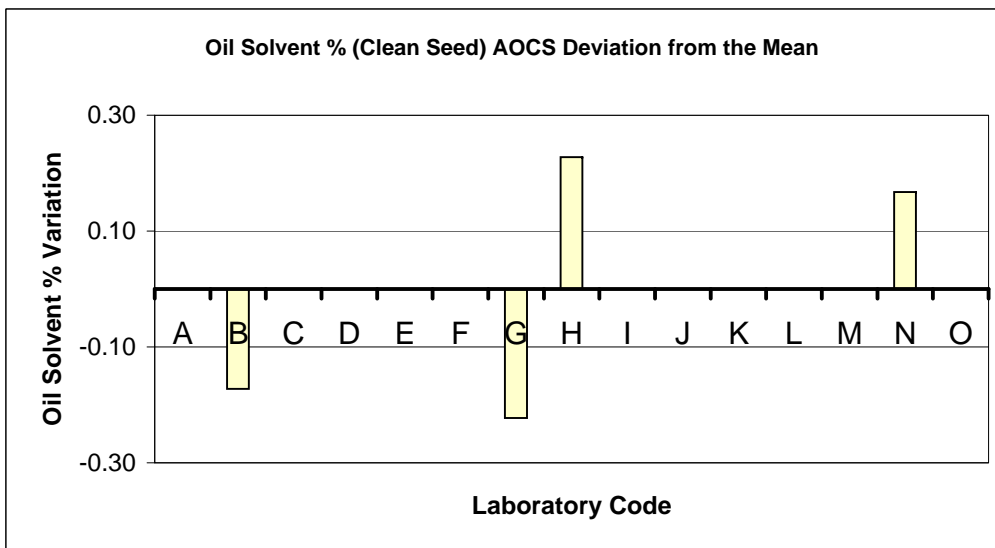 Oil Solvent % (Clean Seed) AOCS Deviation from the Mean
Oil Solvent % Variation
0.30
0.10
-0.10
-0.30
A B C D E F G H I J K L M N O
Laboratory Code